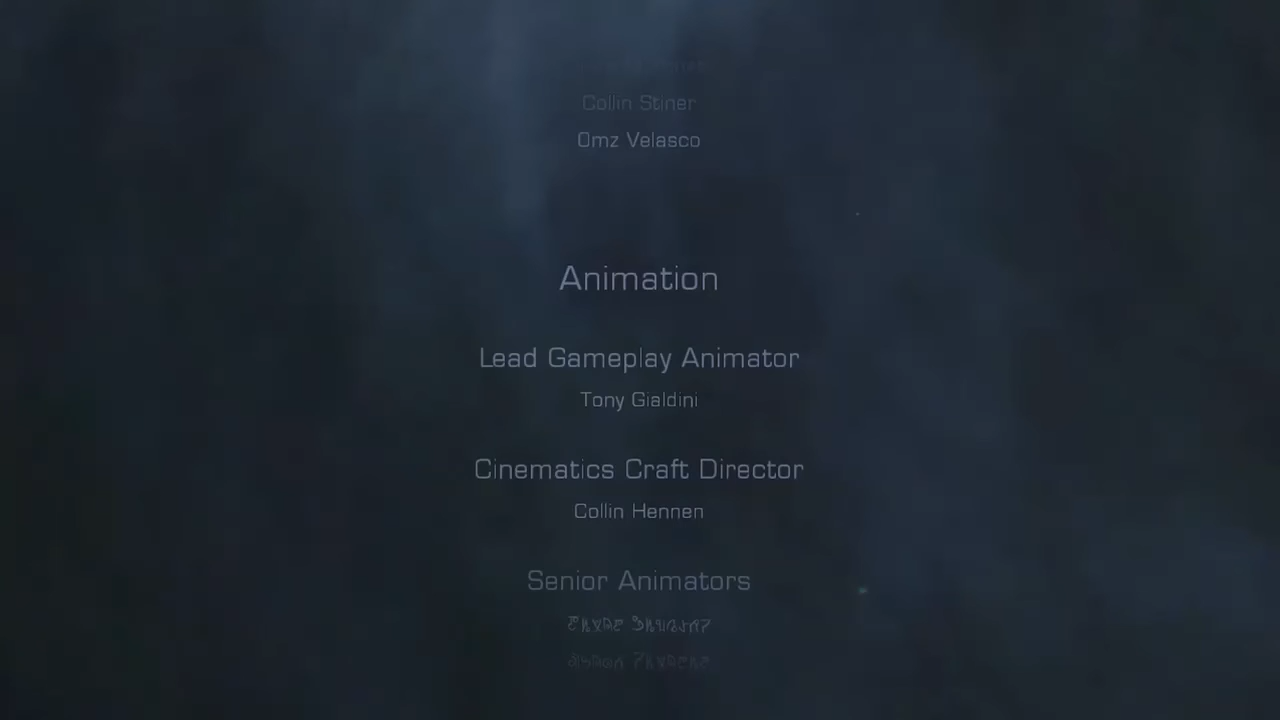 Collin Stiner
Omz Velasco
Animation
Lead Gameplay Animator
Tony Gialdini
Cinematics Craft Director
Collin Hennen
Senior Animators